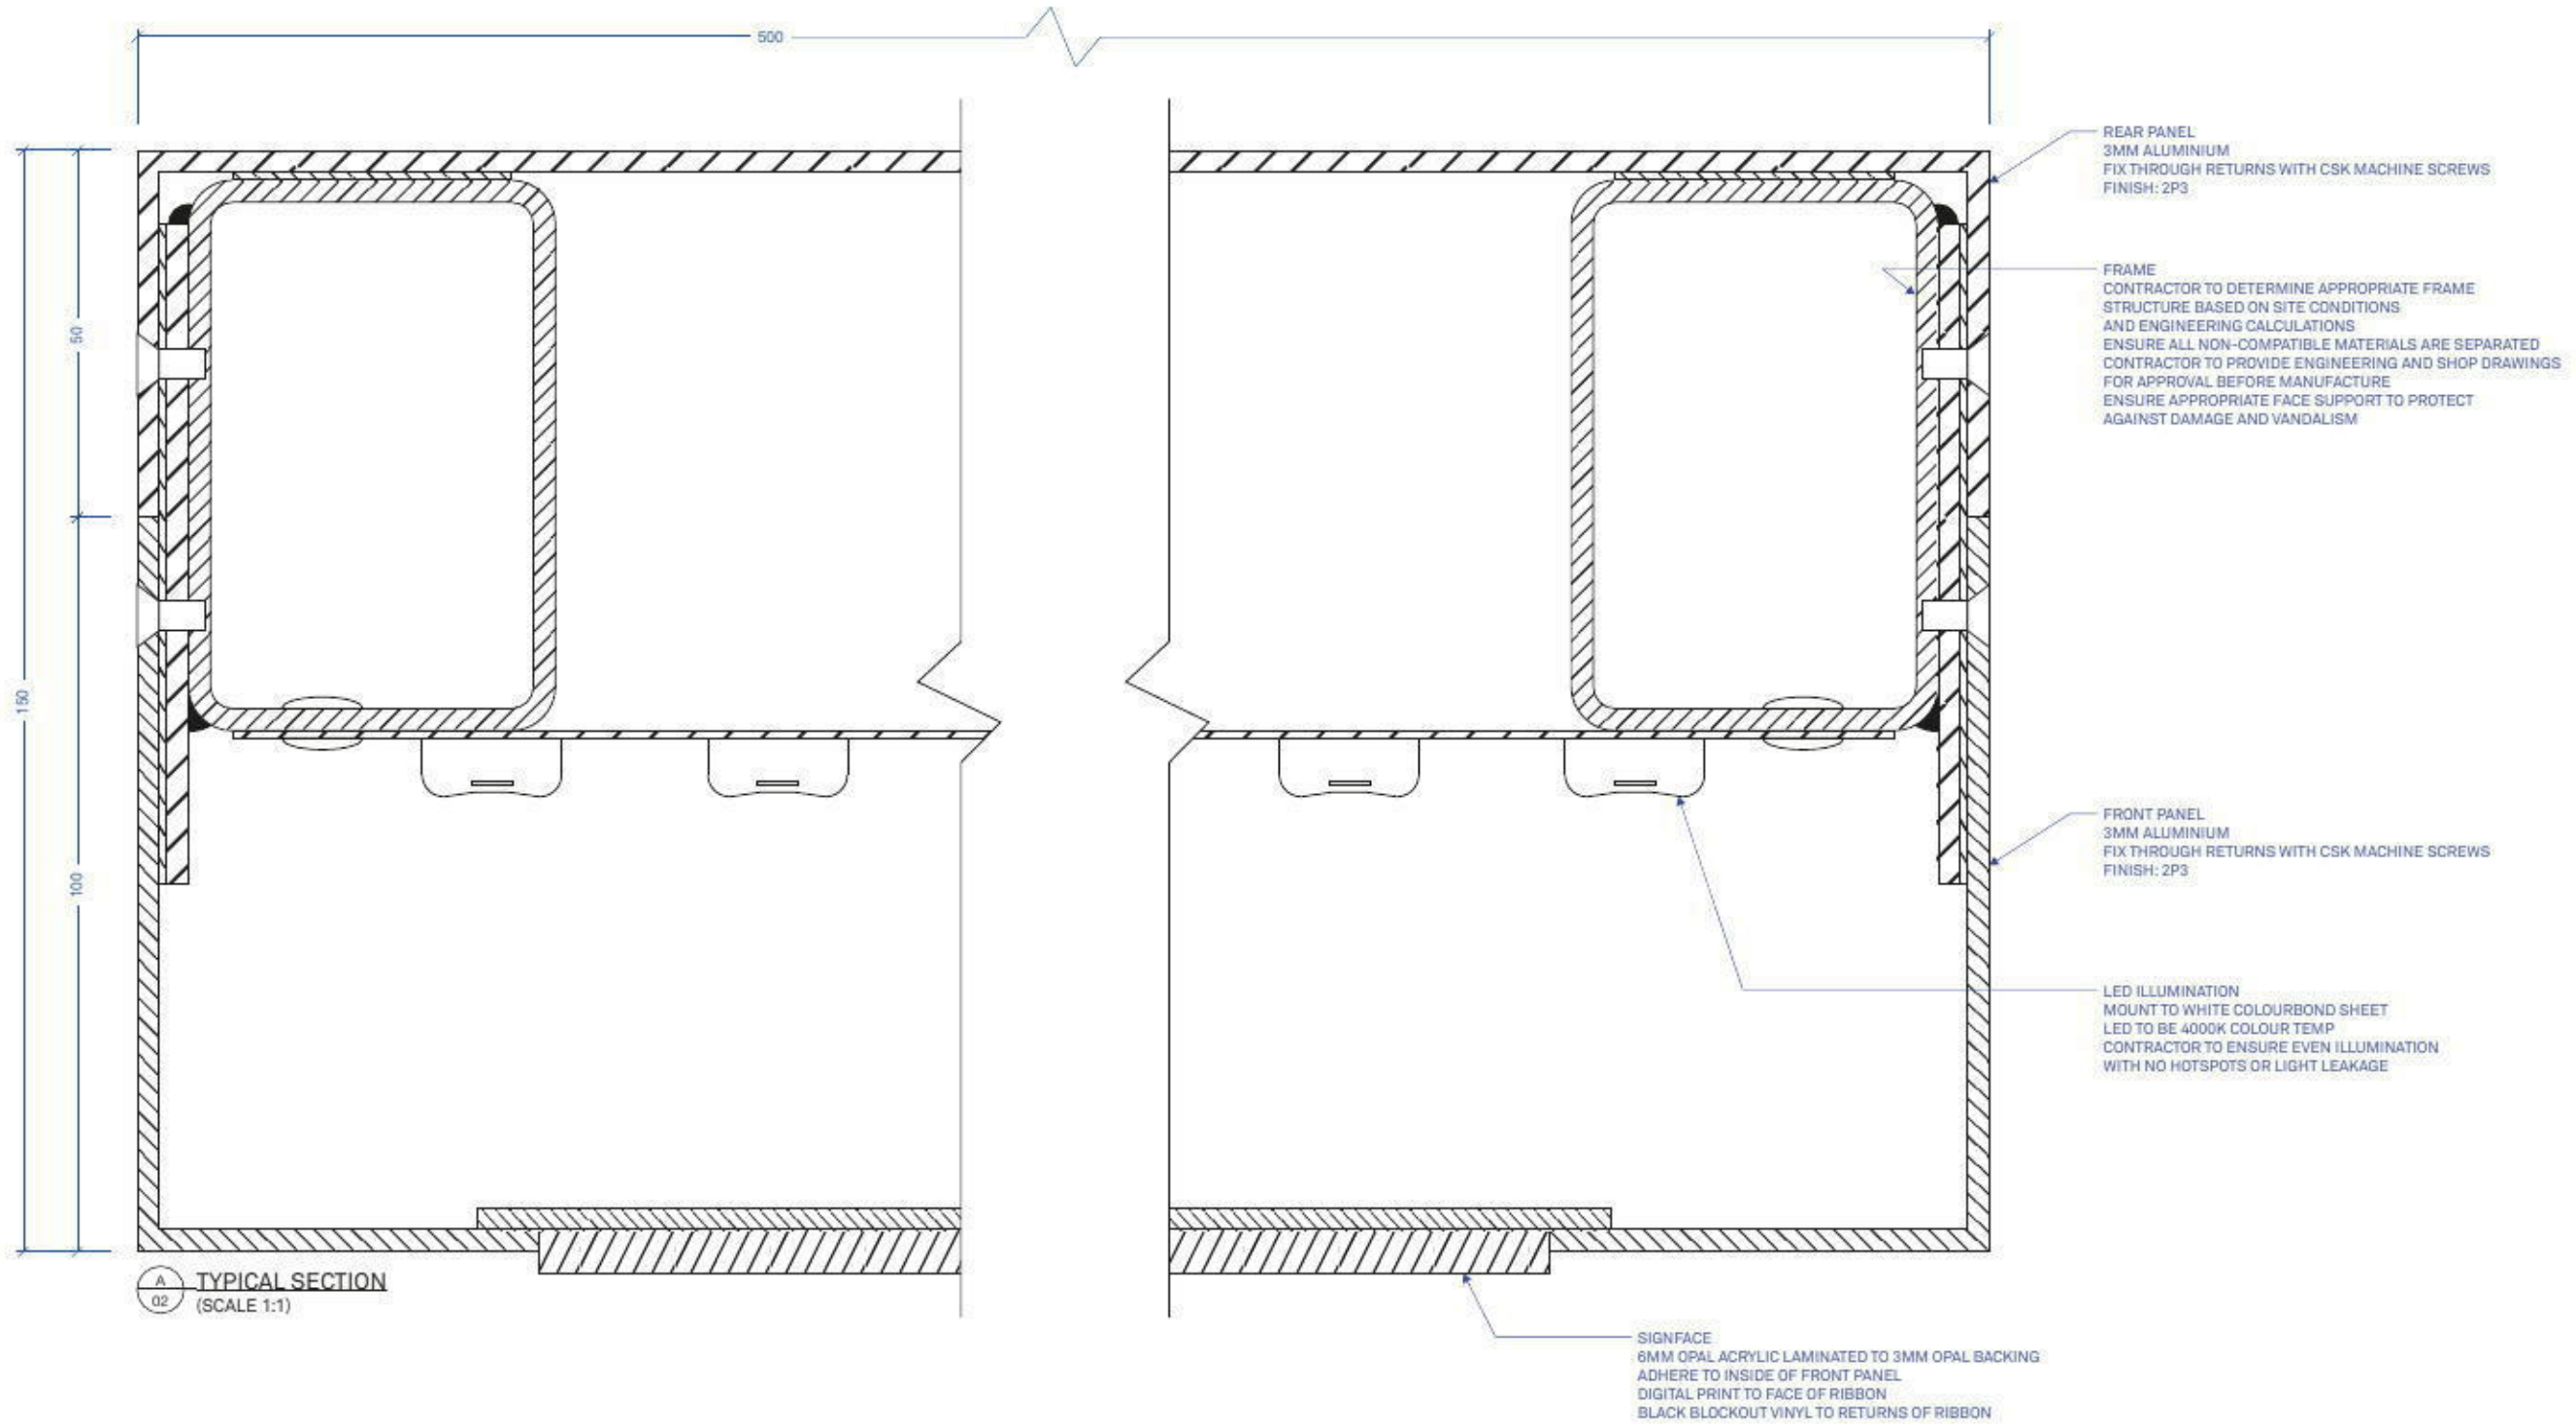 500
REAR PANEL
3MM ALUMINIUM
FIX THROUGH RETURNS WITH CSK MACHINE SCREWS
FINISH: 2P3
FRAME
CONTRACTOR TO DETERMINE APPROPRIATE FRAME
STRUCTURE BASED ON SITE CONDITIONS
AND ENGINEERING CALCULATIONS
ENSURE ALL NON-COMPATIBLE MATERIALS ARE SEPARATED
CONTRACTOR TO PROVIDE ENGINEERING AND SHOP DRAWINGS
FOR APPROVAL BEFORE MANUFACTURE
ENSURE APPROPRIATE FACE SUPPORT TO PROTECT
AGAINST DAMAGE AND VANDALISM
50
150
100
FRONT PANEL
3MM ALUMINIUM
FIX THROUGH RETURNS WITH CSK MACHINE SCREWS
FINISH: 2P3
LED ILLUMINATION
MOUNT TO WHITE COLOURBOND SHEET
LED TO BE 4000K COLOUR TEMP
CONTRACTOR TO ENSURE EVEN ILLUMINATION
WITH NO HOTSPOTS OR LIGHT LEAKAGE
A
02
TYPICAL SECTION
(SCALE 1:1)
SIGNFACE
6MM OPAL ACRYLIC LAMINATED TO 3MM OPAL BACKING
ADHERE TO INSIDE OF FRONT PANEL
DIGITAL PRINT TO FACE OF RIBBON
BLACK BLOCKOUT VINYL TO RETURNS OF RIBBON